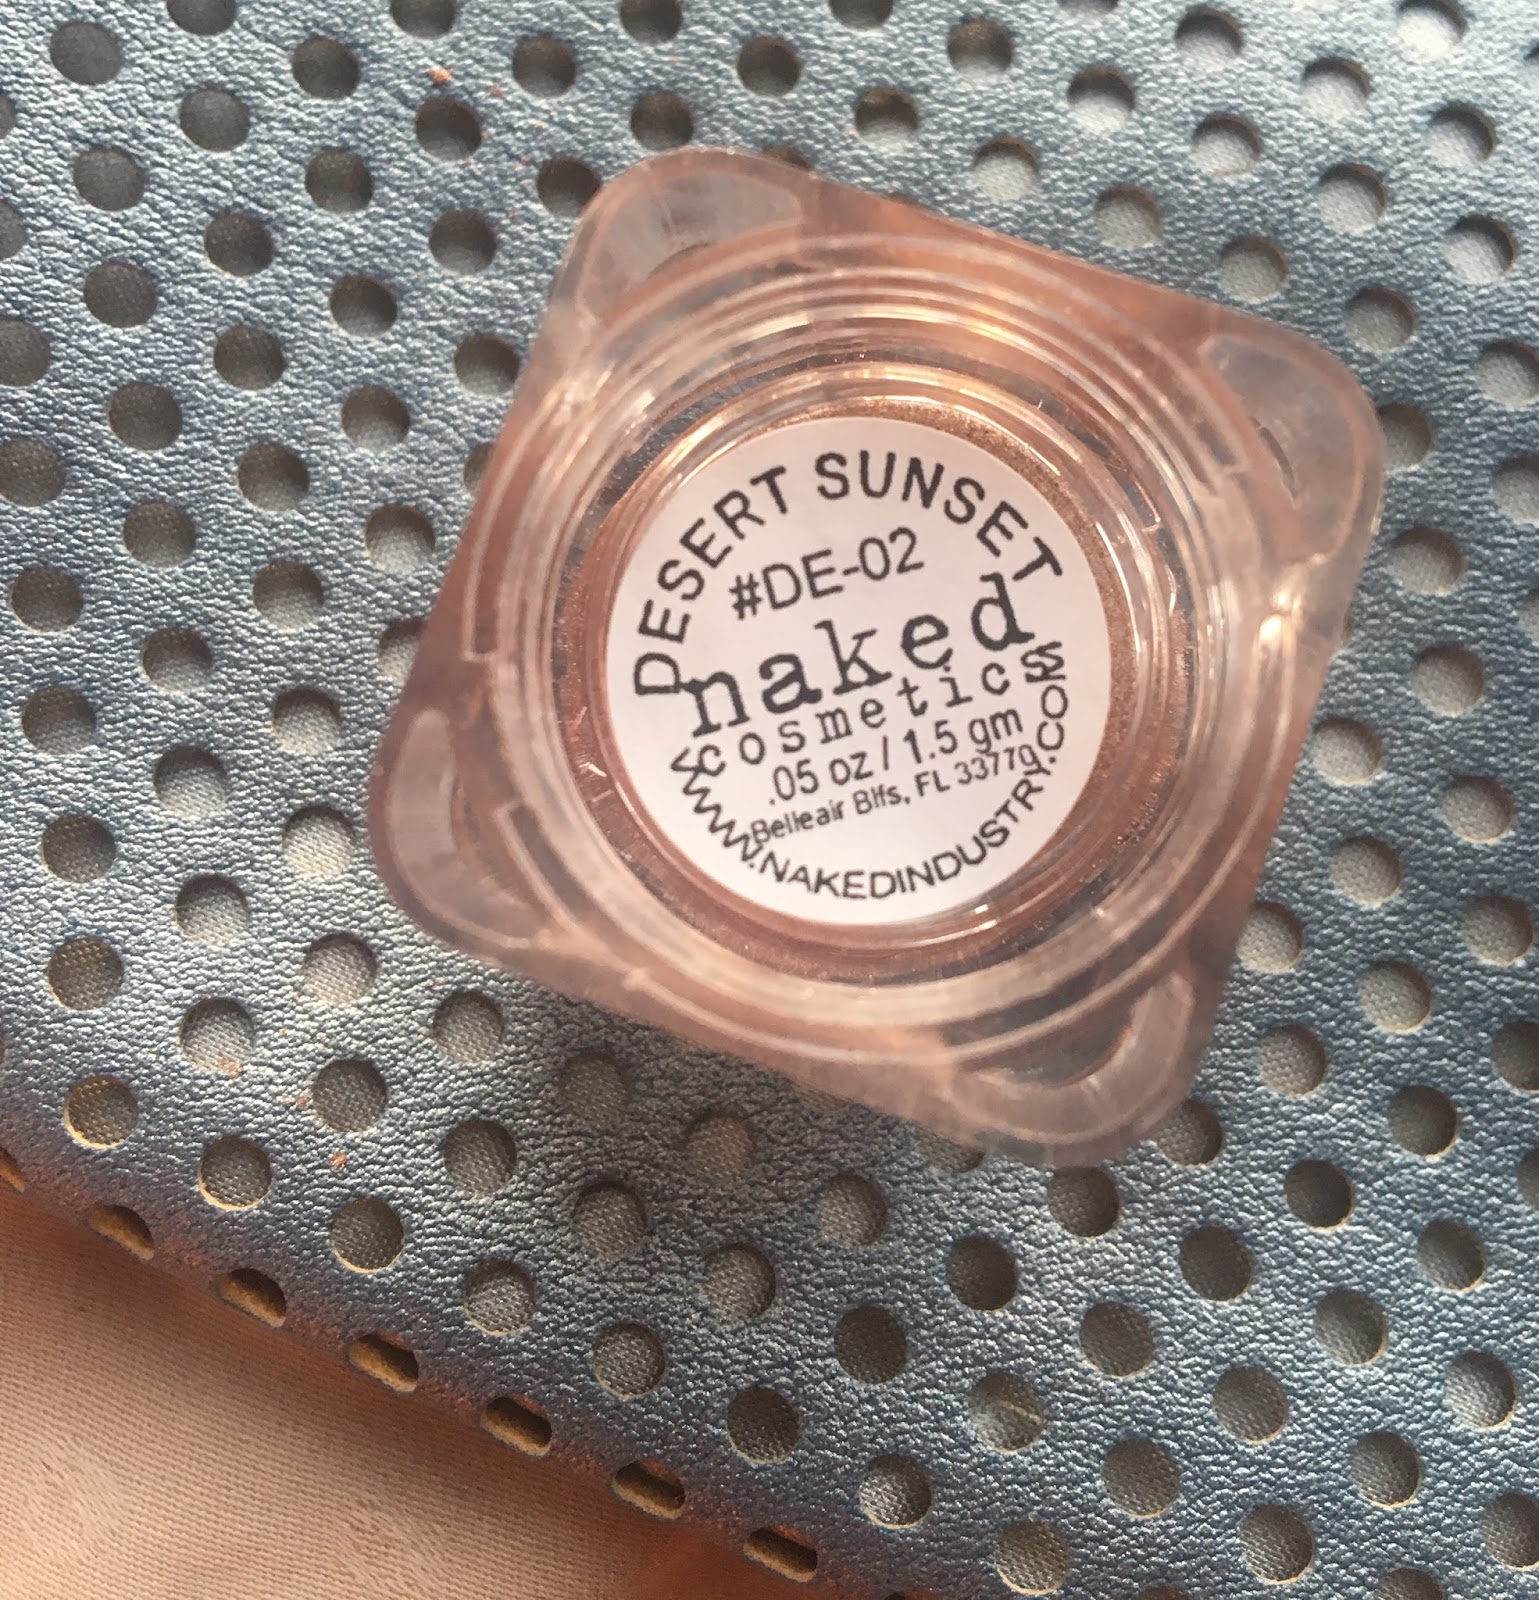 DESERT SUNSET
#DE-02
naked
cosmetics
.05 oz / 1.5 gm
Belleair Blfs, FL 33770
WWW.NAKEDINDUSTRY.COM